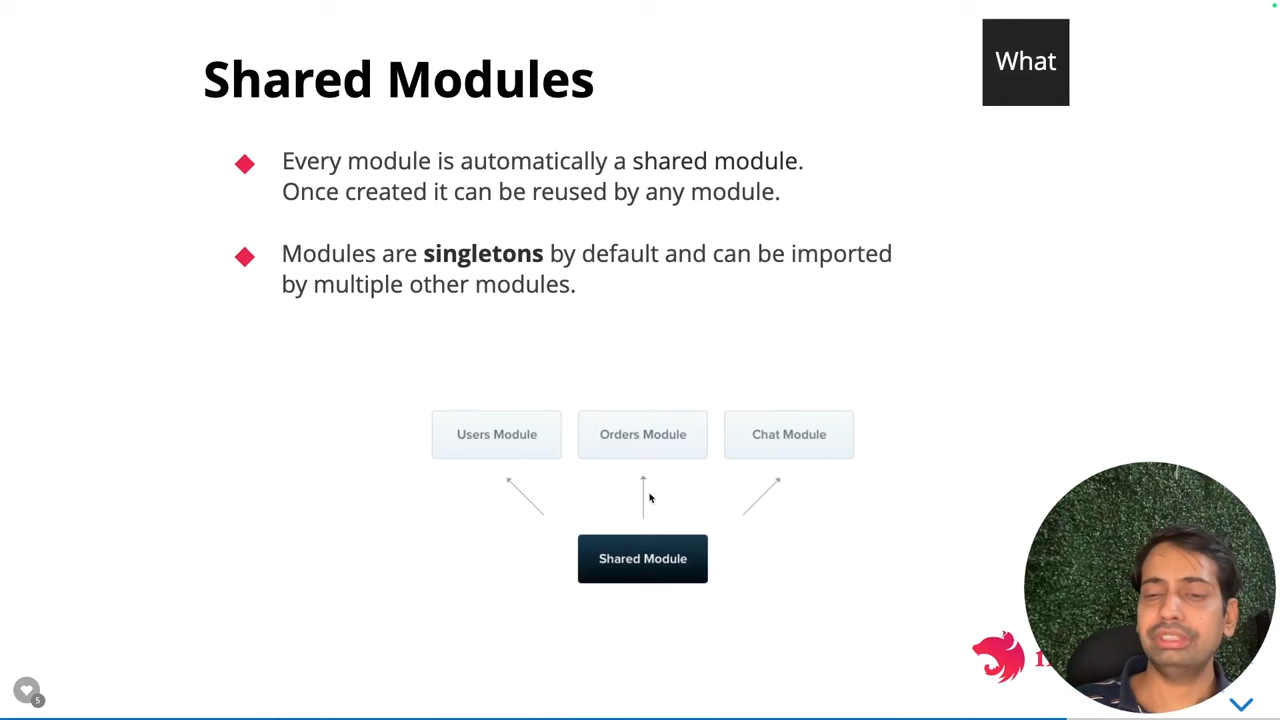 What
Shared Modules
Every module is automatically a shared module.
Once created it can be reused by any module.
Modules are singletons by default and can be imported
by multiple other modules.
Users Module
Orders Module
Chat Module
Shared Module
5